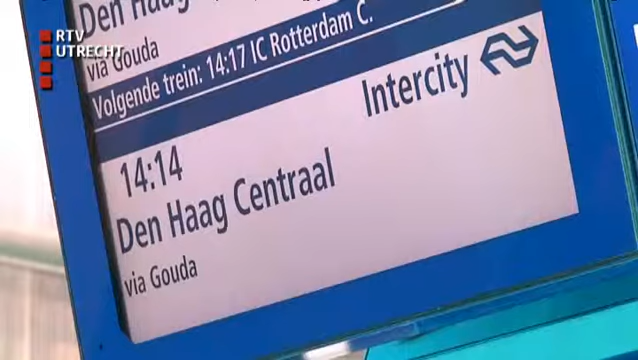 RTV
UTRECHT
Den Haag
via Gouda
Volgende trein: 14:17 IC Rotterdam C.
Intercity
14:14
Den Haag Centraal
via Gouda